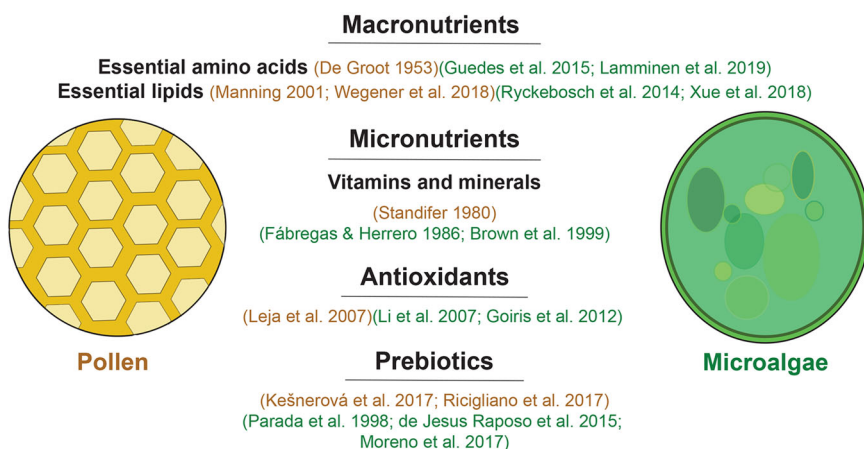 Macronutrients
Essential amino acids (De Groot 1953)(Guedes et al. 2015; Lamminen et al. 2019)
Essential lipids (Manning 2001; Wegener et al. 2018)(Ryckebosch et al. 2014; Xue et al. 2018)
Micronutrients
Vitamins and minerals
(Standifer 1980)
(Fábregas & Herrero 1986; Brown et al. 1999)
Antioxidants
(Leja et al. 2007)(Li et al. 2007; Goiris et al. 2012)
Pollen
Prebiotics
Microalgae
(Kešnerová et al. 2017; Ricigliano et al. 2017)
(Parada et al. 1998; de Jesus Raposo et al. 2015;
Moreno et al. 2017)